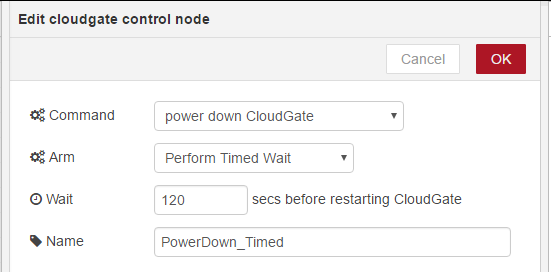 Edit cloudgate control node
Cancel OK
Command power down CloudGate
Arm Perform Timed Wait
Wait 120 secs before restarting CloudGate
Name PowerDown_Timed